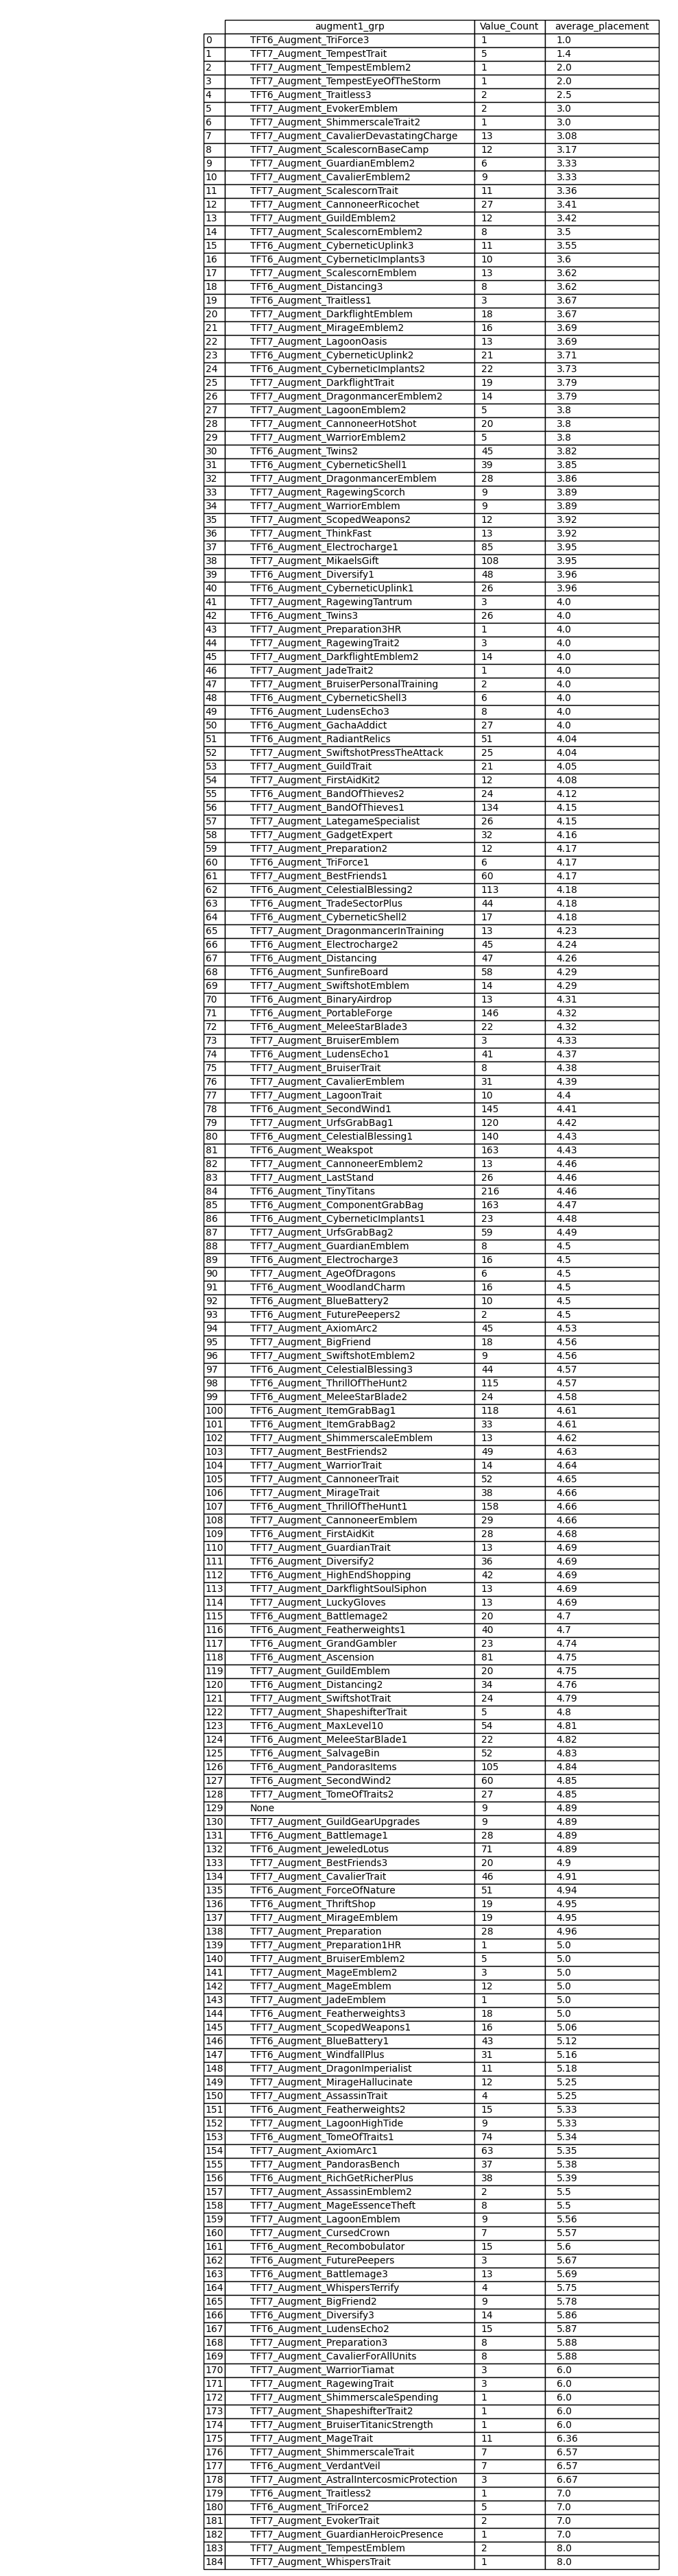 augment1_grp Value_Count average_placement
0 TFT6_Augment_TriForce3 1 1.0
1 TFT7_Augment_TempestTrait 5 1.4
2 TFT7_Augment_TempestEmblem2 1 2.0
3 TFT7_Augment_TempestEyeOfTheStorm 1 2.0
4 TFT6_Augment_Traitless3 2 2.5
5 TFT7_Augment_EvokerEmblem 2 3.0
6 TFT7_Augment_ShimmerscaleTrait2 1 3.0
7 TFT7_Augment_CavalierDevastatingCharge 13 3.08
8 TFT7_Augment_ScalescornBaseCamp 12 3.17
9 TFT7_Augment_GuardianEmblem2 6 3.33
10 TFT7_Augment_CavalierEmblem2 9 3.33
11 TFT7_Augment_ScalescornTrait 11 3.36
12 TFT7_Augment_CannoneerRicochet 27 3.41
13 TFT7_Augment_GuildEmblem2 12 3.42
14 TFT7_Augment_ScalescornEmblem2 8 3.5
15 TFT6_Augment_CyberneticUplink3 11 3.55
16 TFT6_Augment_CyberneticImplants3 10 3.6
17 TFT7_Augment_ScalescornEmblem 13 3.62
18 TFT6_Augment_Distancing3 8 3.62
19 TFT6_Augment_Traitless1 3 3.67
20 TFT7_Augment_DarkflightEmblem 18 3.67
21 TFT7_Augment_MirageEmblem2 16 3.69
22 TFT7_Augment_LagoonOasis 13 3.69
23 TFT6_Augment_CyberneticUplink2 21 3.71
24 TFT6_Augment_CyberneticImplants2 22 3.73
25 TFT7_Augment_DarkflightTrait 19 3.79
26 TFT7_Augment_DragonmancerEmblem2 14 3.79
27 TFT7_Augment_LagoonEmblem2 5 3.8
28 TFT7_Augment_CannoneerHotShot 20 3.8
29 TFT7_Augment_WarriorEmblem2 5 3.8
30 TFT6_Augment_Twins2 45 3.82
31 TFT6_Augment_CyberneticShell1 39 3.85
32 TFT7_Augment_DragonmancerEmblem 28 3.86
33 TFT7_Augment_RagewingScorch 9 3.89
34 TFT7_Augment_WarriorEmblem 9 3.89
35 TFT7_Augment_ScopedWeapons2 12 3.92
36 TFT7_Augment_ThinkFast 13 3.92
37 TFT6_Augment_Electrocharge1 85 3.95
38 TFT7_Augment_MikaelsGift 108 3.95
39 TFT6_Augment_Diversify1 48 3.96
40 TFT6_Augment_CyberneticUplink1 26 3.96
41 TFT7_Augment_RagewingTantrum 3 4.0
42 TFT6_Augment_Twins3 26 4.0
43 TFT7_Augment_Preparation3HR 1 4.0
44 TFT7_Augment_RagewingTrait2 3 4.0
45 TFT7_Augment_DarkflightEmblem2 14 4.0
46 TFT7_Augment_JadeTrait2 1 4.0
47 TFT7_Augment_BruiserPersonalTraining 2 4.0
48 TFT6_Augment_CyberneticShell3 6 4.0
49 TFT6_Augment_LudensEcho3 8 4.0
50 TFT7_Augment_GachaAddict 27 4.0
51 TFT6_Augment_RadiantRelics 51 4.04
52 TFT7_Augment_SwiftshotPressTheAttack 25 4.04
53 TFT7_Augment_GuildTrait 21 4.05
54 TFT7_Augment_FirstAidKit2 12 4.08
55 TFT6_Augment_BandOfThieves2 24 4.12
56 TFT7_Augment_BandOfThieves1 134 4.15
57 TFT7_Augment_LategameSpecialist 26 4.15
58 TFT7_Augment_GadgetExpert 32 4.16
59 TFT7_Augment_Preparation2 12 4.17
60 TFT6_Augment_TriForce1 6 4.17
61 TFT7_Augment_BestFriends1 60 4.17
62 TFT6_Augment_CelestialBlessing2 113 4.18
63 TFT6_Augment_TradeSectorPlus 44 4.18
64 TFT6_Augment_CyberneticShell2 17 4.18
65 TFT7_Augment_DragonmancerInTraining 13 4.23
66 TFT6_Augment_Electrocharge2 45 4.24
67 TFT6_Augment_Distancing 47 4.26
68 TFT6_Augment_SunfireBoard 58 4.29
69 TFT7_Augment_SwiftshotEmblem 14 4.29
70 TFT6_Augment_BinaryAirdrop 13 4.31
71 TFT6_Augment_PortableForge 146 4.32
72 TFT6_Augment_MeleeStarBlade3 22 4.32
73 TFT7_Augment_BruiserEmblem 3 4.33
74 TFT6_Augment_LudensEcho1 41 4.37
75 TFT7_Augment_BruiserTrait 8 4.38
76 TFT7_Augment_CavalierEmblem 31 4.39
77 TFT7_Augment_LagoonTrait 10 4.4
78 TFT6_Augment_SecondWind1 145 4.41
79 TFT7_Augment_UrfsGrabBag1 120 4.42
80 TFT6_Augment_CelestialBlessing1 140 4.43
81 TFT6_Augment_Weakspot 163 4.43
82 TFT7_Augment_CannoneerEmblem2 13 4.46
83 TFT7_Augment_LastStand 26 4.46
84 TFT6_Augment_TinyTitans 216 4.46
85 TFT6_Augment_ComponentGrabBag 163 4.47
86 TFT6_Augment_CyberneticImplants1 23 4.48
87 TFT7_Augment_UrfsGrabBag2 59 4.49
88 TFT7_Augment_GuardianEmblem 8 4.5
89 TFT6_Augment_Electrocharge3 16 4.5
90 TFT7_Augment_AgeOfDragons 6 4.5
91 TFT6_Augment_WoodlandCharm 16 4.5
92 TFT6_Augment_BlueBattery2 10 4.5
93 TFT6_Augment_FuturePeepers2 2 4.5
94 TFT7_Augment_AxiomArc2 45 4.53
95 TFT7_Augment_BigFriend 18 4.56
96 TFT7_Augment_SwiftshotEmblem2 9 4.56
97 TFT6_Augment_CelestialBlessing3 44 4.57
98 TFT6_Augment_ThrillOfTheHunt2 115 4.57
99 TFT6_Augment_MeleeStarBlade2 24 4.58
100 TFT6_Augment_ItemGrabBag1 118 4.61
101 TFT6_Augment_ItemGrabBag2 33 4.61
102 TFT7_Augment_ShimmerscaleEmblem 13 4.62
103 TFT7_Augment_BestFriends2 49 4.63
104 TFT7_Augment_WarriorTrait 14 4.64
105 TFT7_Augment_CannoneerTrait 52 4.65
106 TFT7_Augment_MirageTrait 38 4.66
107 TFT6_Augment_ThrillOfTheHunt1 158 4.66
108 TFT7_Augment_CannoneerEmblem 29 4.66
109 TFT6_Augment_FirstAidKit 28 4.68
110 TFT7_Augment_GuardianTrait 13 4.69
111 TFT6_Augment_Diversify2 36 4.69
112 TFT6_Augment_HighEndShopping 42 4.69
113 TFT7_Augment_DarkflightSoulSiphon 13 4.69
114 TFT7_Augment_LuckyGloves 13 4.69
115 TFT6_Augment_Battlemage2 20 4.7
116 TFT6_Augment_Featherweights1 40 4.7
117 TFT6_Augment_GrandGambler 23 4.74
118 TFT6_Augment_Ascension 81 4.75
119 TFT7_Augment_GuildEmblem 20 4.75
120 TFT6_Augment_Distancing2 34 4.76
121 TFT7_Augment_SwiftshotTrait 24 4.79
122 TFT7_Augment_ShapeshifterTrait 5 4.8
123 TFT6_Augment_MaxLevel10 54 4.81
124 TFT6_Augment_MeleeStarBlade1 22 4.82
125 TFT6_Augment_SalvageBin 52 4.83
126 TFT6_Augment_PandorasItems 105 4.84
127 TFT6_Augment_SecondWind2 60 4.85
128 TFT7_Augment_TomeOfTraits2 27 4.85
129 None 9 4.89
130 TFT7_Augment_GuildGearUpgrades 9 4.89
131 TFT6_Augment_Battlemage1 28 4.89
132 TFT6_Augment_JeweledLotus 71 4.89
133 TFT7_Augment_BestFriends3 20 4.9
134 TFT7_Augment_CavalierTrait 46 4.91
135 TFT6_Augment_ForceOfNature 51 4.94
136 TFT6_Augment_ThriftShop 19 4.95
137 TFT7_Augment_MirageEmblem 19 4.95
138 TFT7_Augment_Preparation 28 4.96
139 TFT7_Augment_Preparation1HR 1 5.0
140 TFT7_Augment_BruiserEmblem2 5 5.0
141 TFT7_Augment_MageEmblem2 3 5.0
142 TFT7_Augment_MageEmblem 12 5.0
143 TFT7_Augment_JadeEmblem 1 5.0
144 TFT6_Augment_Featherweights3 18 5.0
145 TFT7_Augment_ScopedWeapons1 16 5.06
146 TFT6_Augment_BlueBattery1 43 5.12
147 TFT6_Augment_WindfallPlus 31 5.16
148 TFT7_Augment_DragonImperialist 11 5.18
149 TFT7_Augment_MirageHallucinate 12 5.25
150 TFT7_Augment_AssassinTrait 4 5.25
151 TFT6_Augment_Featherweights2 15 5.33
152 TFT7_Augment_LagoonHighTide 9 5.33
153 TFT6_Augment_TomeOfTraits1 74 5.34
154 TFT7_Augment_AxiomArc1 63 5.35
155 TFT7_Augment_PandorasBench 37 5.38
156 TFT6_Augment_RichGetRicherPlus 38 5.39
157 TFT7_Augment_AssassinEmblem2 2 5.5
158 TFT7_Augment_MageEssenceTheft 8 5.5
159 TFT7_Augment_LagoonEmblem 9 5.56
160 TFT7_Augment_CursedCrown 7 5.57
161 TFT6_Augment_Recombobulator 15 5.6
162 TFT6_Augment_FuturePeepers 3 5.67
163 TFT6_Augment_Battlemage3 13 5.69
164 TFT7_Augment_WhispersTerrify 4 5.75
165 TFT7_Augment_BigFriend2 9 5.78
166 TFT6_Augment_Diversify3 14 5.86
167 TFT6_Augment_LudensEcho2 15 5.87
168 TFT7_Augment_Preparation3 8 5.88
169 TFT7_Augment_CavalierForAllUnits 8 5.88
170 TFT7_Augment_WarriorTiamat 3 6.0
171 TFT7_Augment_RagewingTrait 3 6.0
172 TFT7_Augment_ShimmerscaleSpending 1 6.0
173 TFT7_Augment_ShapeshifterTrait2 1 6.0
174 TFT7_Augment_BruiserTitanicStrength 1 6.0
175 TFT7_Augment_MageTrait 11 6.36
176 TFT7_Augment_ShimmerscaleTrait 7 6.57
177 TFT6_Augment_VerdantVeil 7 6.57
178 TFT7_Augment_AstralIntercosmicProtection 3 6.67
179 TFT6_Augment_Traitless2 1 7.0
180 TFT6_Augment_TriForce2 5 7.0
181 TFT7_Augment_EvokerTrait 2 7.0
182 TFT7_Augment_GuardianHeroicPresence 1 7.0
183 TFT7_Augment_TempestEmblem 2 8.0
184 TFT7_Augment_WhispersTrait 1 8.0